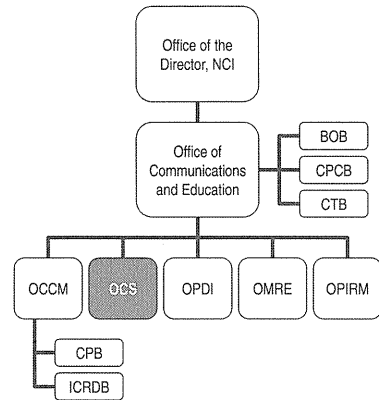 Office of the
Director, NCI
Office of
Communications
and Education
BOB
CPCB
CTB
OCCM
OCS
OPDI
OMRE
OPIRM
CPB
ICRDB